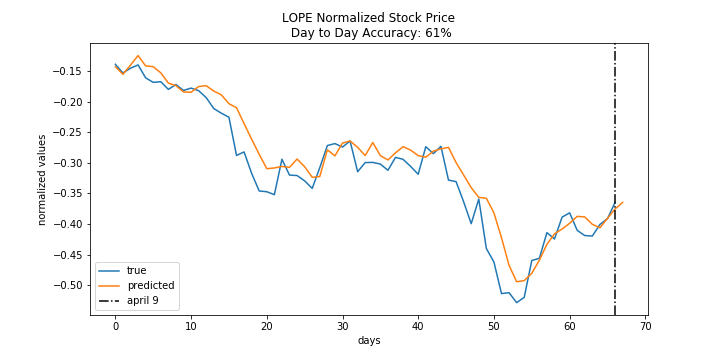 LOPE Normalized Stock Price
Day to Day Accuracy: 61%
normalized values
−0.15
−0.20
−0.25
−0.30
−0.35
−0.40
−0.45
−0.50
true
predicted
april 9
0 10 20 30 40 50 60 70
days